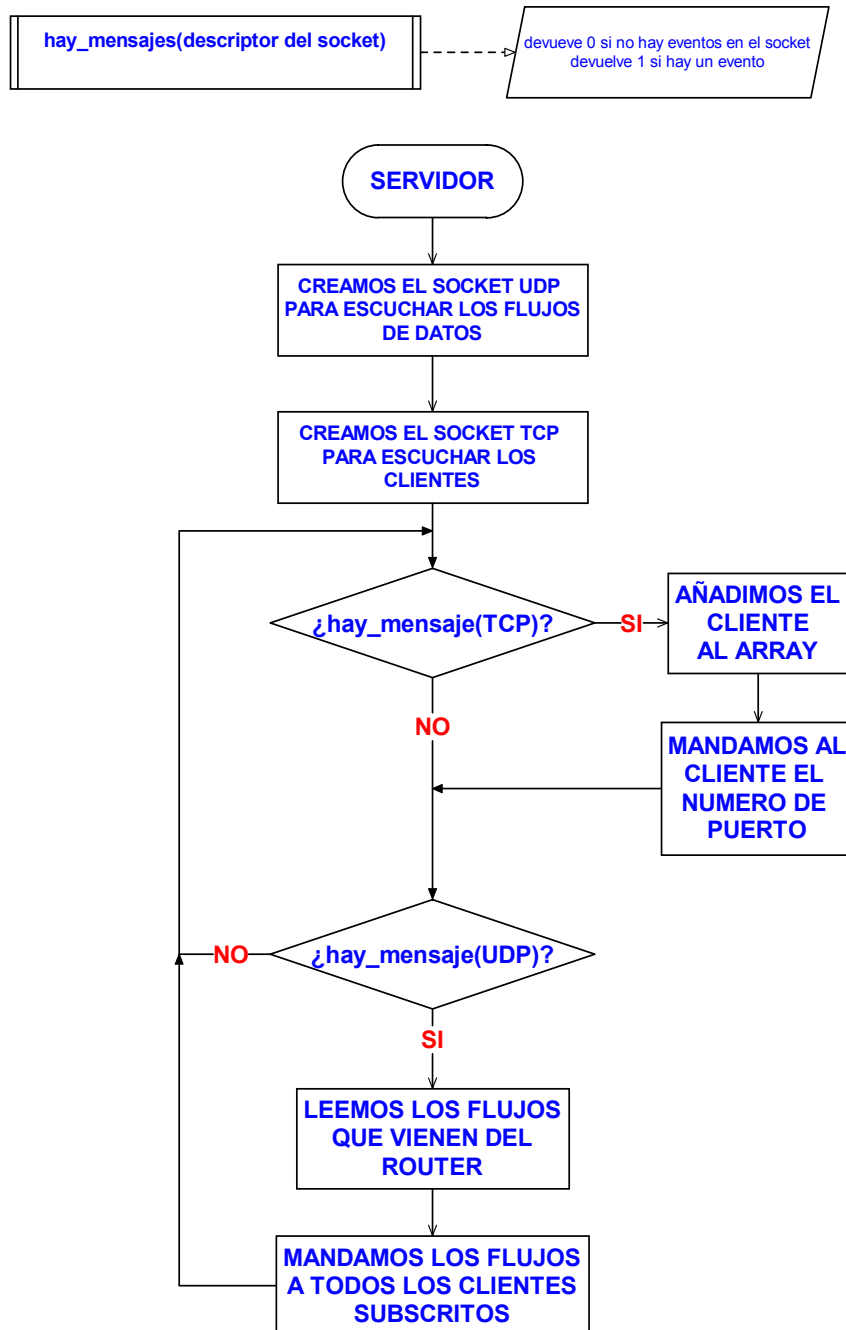 hay_mensajes(descriptor del socket)
devueve 0 si no hay eventos en el socket
devuelve 1 si hay un evento
SERVIDOR
CREAMOS EL SOCKET UDP
PARA ESCUCHAR LOS FLUJOS
DE DATOS
CREAMOS EL SOCKET TCP
PARA ESCUCHAR LOS
CLIENTES
¿hay_mensaje(TCP)?
SI
AÑADIMOS EL
CLIENTE
AL ARRAY
NO
MANDAMOS AL
CLIENTE EL
NUMERO DE
PUERTO
¿hay_mensaje(UDP)?
NO
SI
LEEMOS LOS FLUJOS
QUE VIENEN DEL
ROUTER
MANDAMOS LOS FLUJOS
A TODOS LOS CLIENTES
SUBSCRITOS